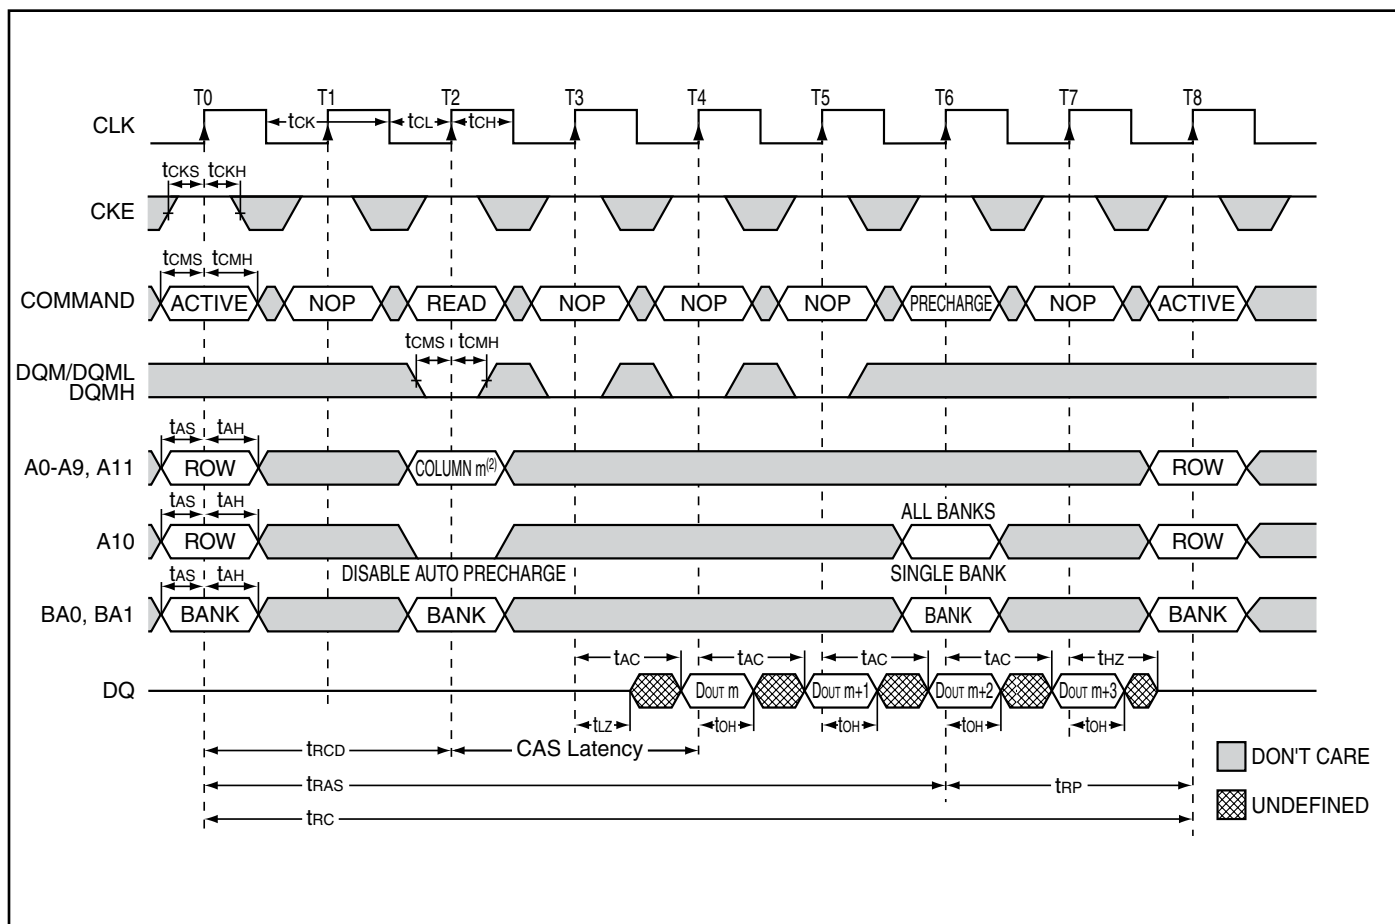 T0 T1 T2 T3 T4 T5 T6 T7 T8
CLK tCK tCL tCH
tCKS tCKH
CKE
tCMS tCMH
COMMAND ACTIVE NOP READ NOP NOP NOP PRECHARGE NOP ACTIVE
tCMS tCMH
DQM/DQML
DQMH
tAS tAH
A0-A9, A11 ROW COLUMN m(2) ROW
tAS tAH ALL BANKS
A10 ROW ROW
DISABLE AUTO PRECHARGE SINGLE BANK
tAS tAH
BA0, BA1 BANK BANK BANK BANK
tAC tAC tAC tAC tHZ
DQ DOUT m DOUT m+1 DOUT m+2 DOUT m+3
tLZ tOH tOH tOH tOH
tRCD CAS Latency
DON'T CARE
tRAS tRP
UNDEFINED
tRC